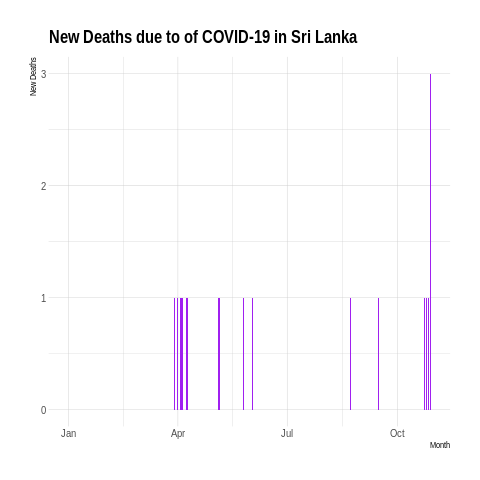 New Deaths due to of COVID-19 in Sri Lanka
New Deaths
3
2
1
0
Jan Apr Jul Oct
Month